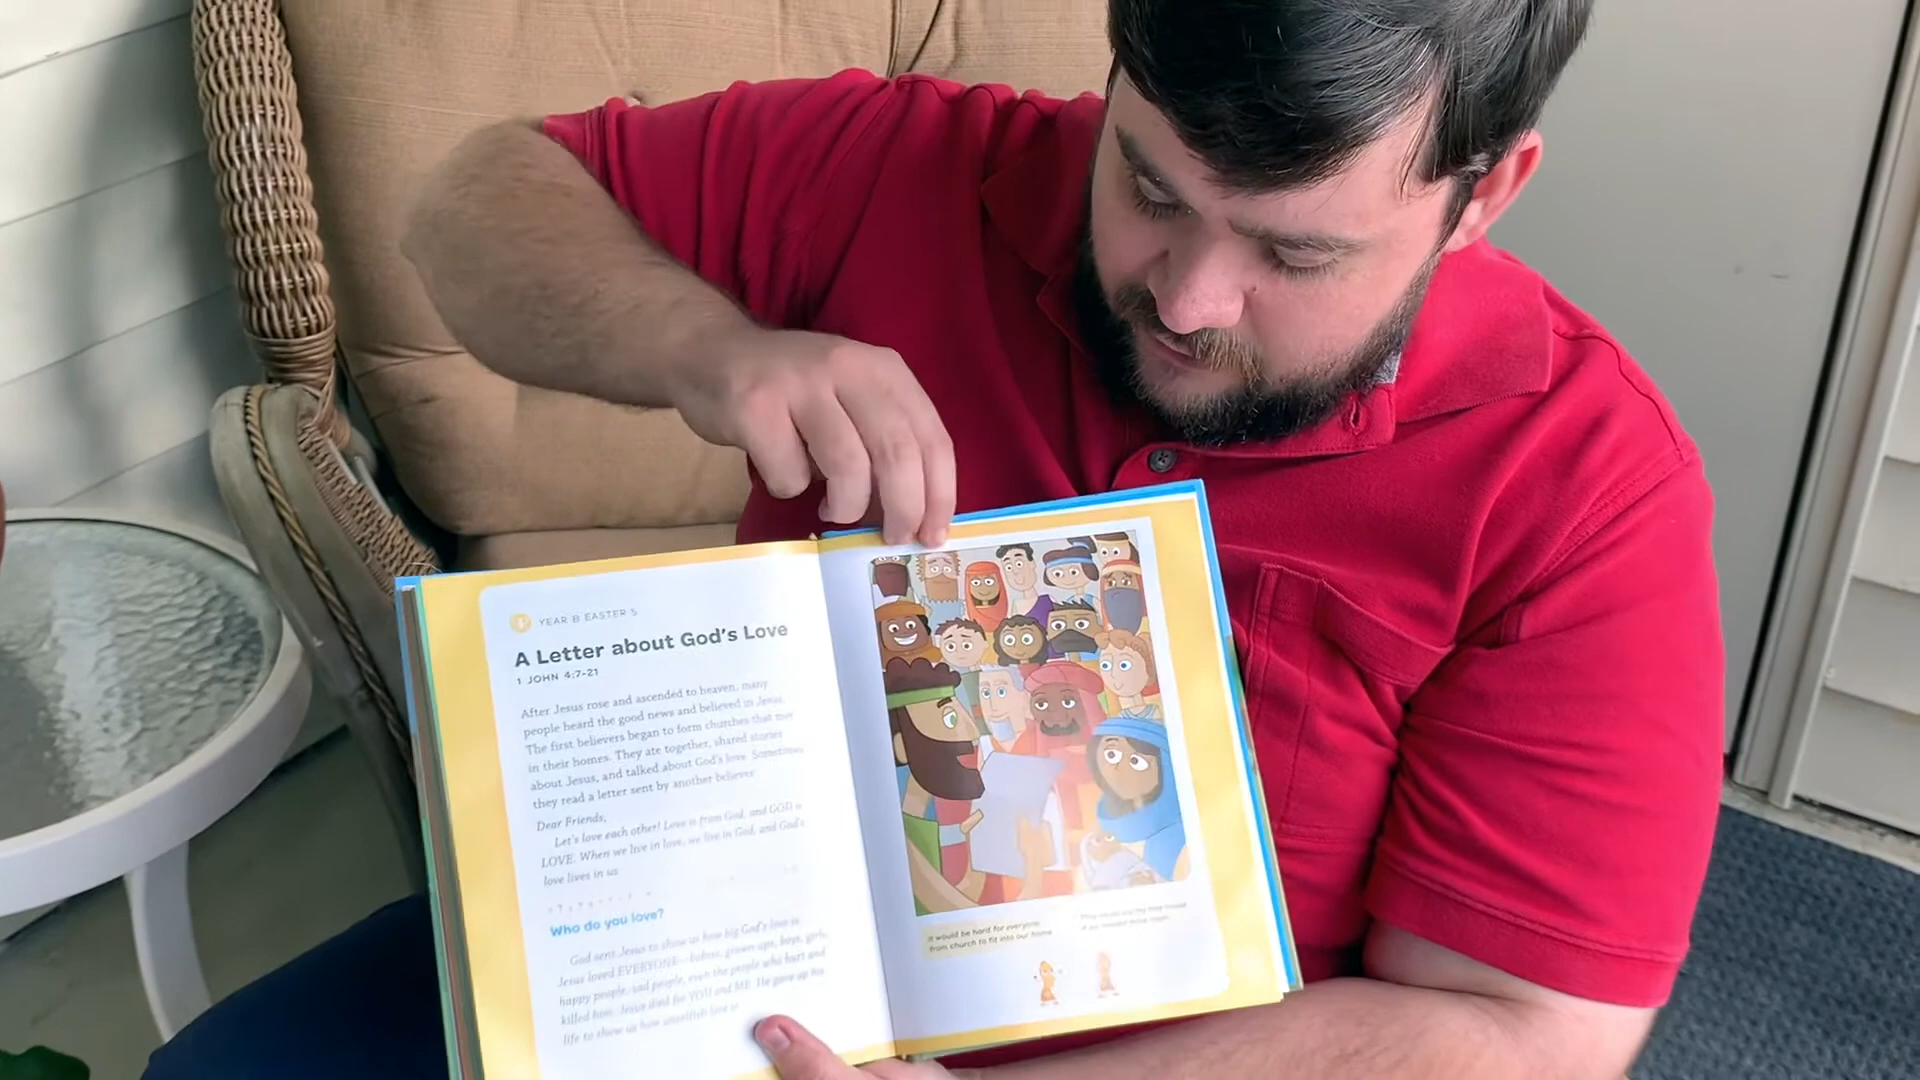 YEAR B EASTER 5
A Letter about God's Love
1 JOHN 4:7-21
After Jesus rose and ascended to heaven, many
people heard the good news and believed in Jesus.
The first believers began to form churches that met
in their homes. They ate together, shared stories
about Jesus, and talked about God's love. Sometimes
they read a letter sent by another believer.
Dear Friends,
Let's love each other! Love is from God, and GOD is
LOVE. When we live in love, we live in God, and God's
love lives in us
Who do you love?
God sent Jesus to show us how big God's love is
Jesus loved EVERYONE—babies, grown-ups, boys, girls,
happy people, sad people, even the people who hurt and
killed him. Jesus died for YOU and ME. He gave up his
life to show us how unselfish love is
It would be hard for everyone
from church to fit into our home